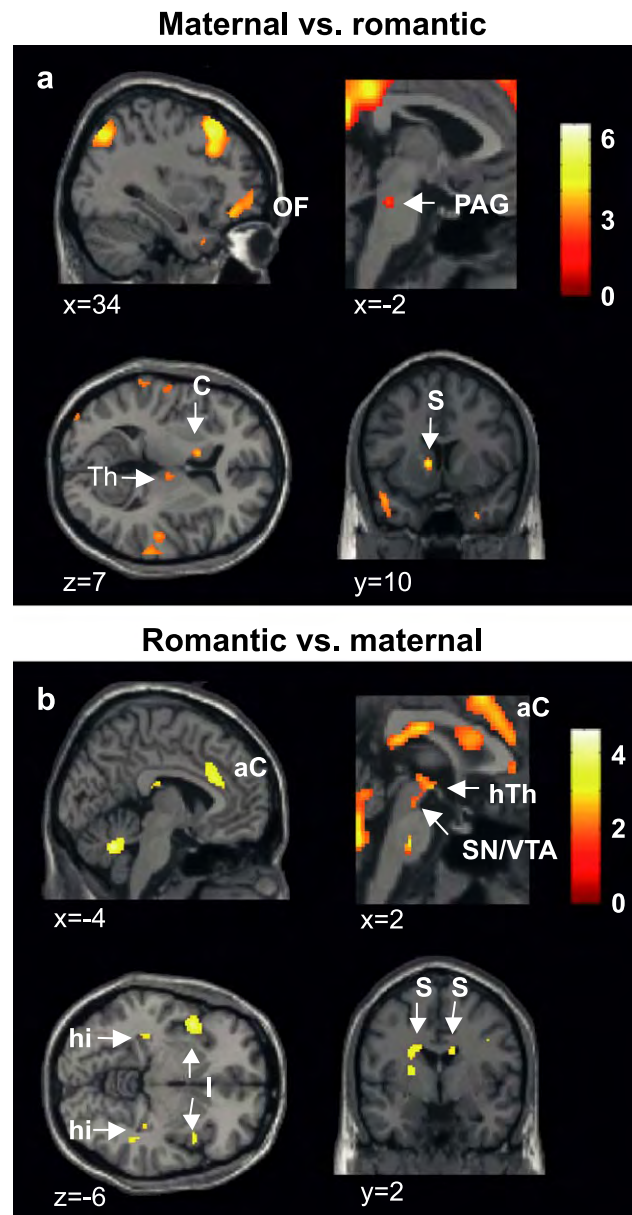 Maternal vs. romantic
a
OF
PAG
6
3
0
x=34
x=-2
C
Th
S
z=7
y=10
Romantic vs. maternal
b
aC
aC
hTh
SN/VTA
4
2
0
x=-4
x=2
hi
I
hi
S S
z=-6
y=2